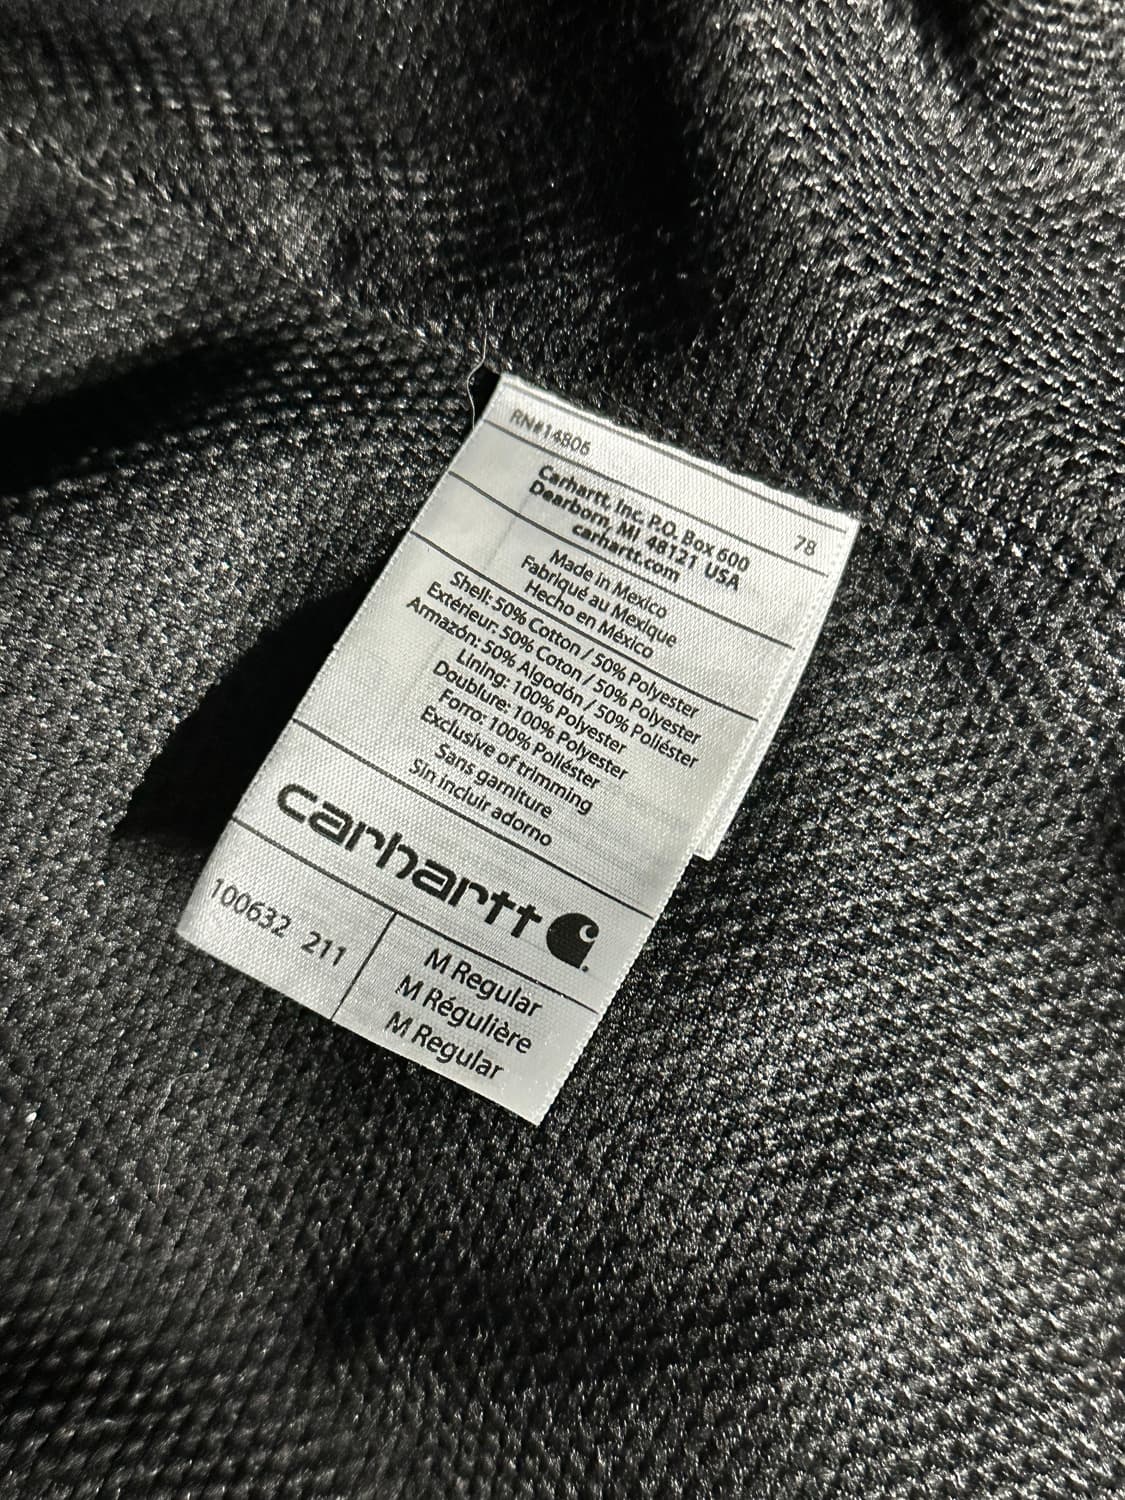 RN#14806
78
Carhartt, Inc. P.O. Box 600
Dearborn, MI 48121 USA
carhartt.com
Made in Mexico
Fabriqué au Mexique
Hecho en México
Shell: 50% Cotton / 50% Polyester
Extérieur: 50% Coton / 50% Polyester
Armazón: 50% Algodón / 50% Poliéster
Lining: 100% Polyester
Doublure: 100% Polyester
Forro: 100% Poliéster
Exclusive of trimming
Sans garniture
Sin incluir adorno
carhartt
100632 211
M Regular
M Régulière
M Regular